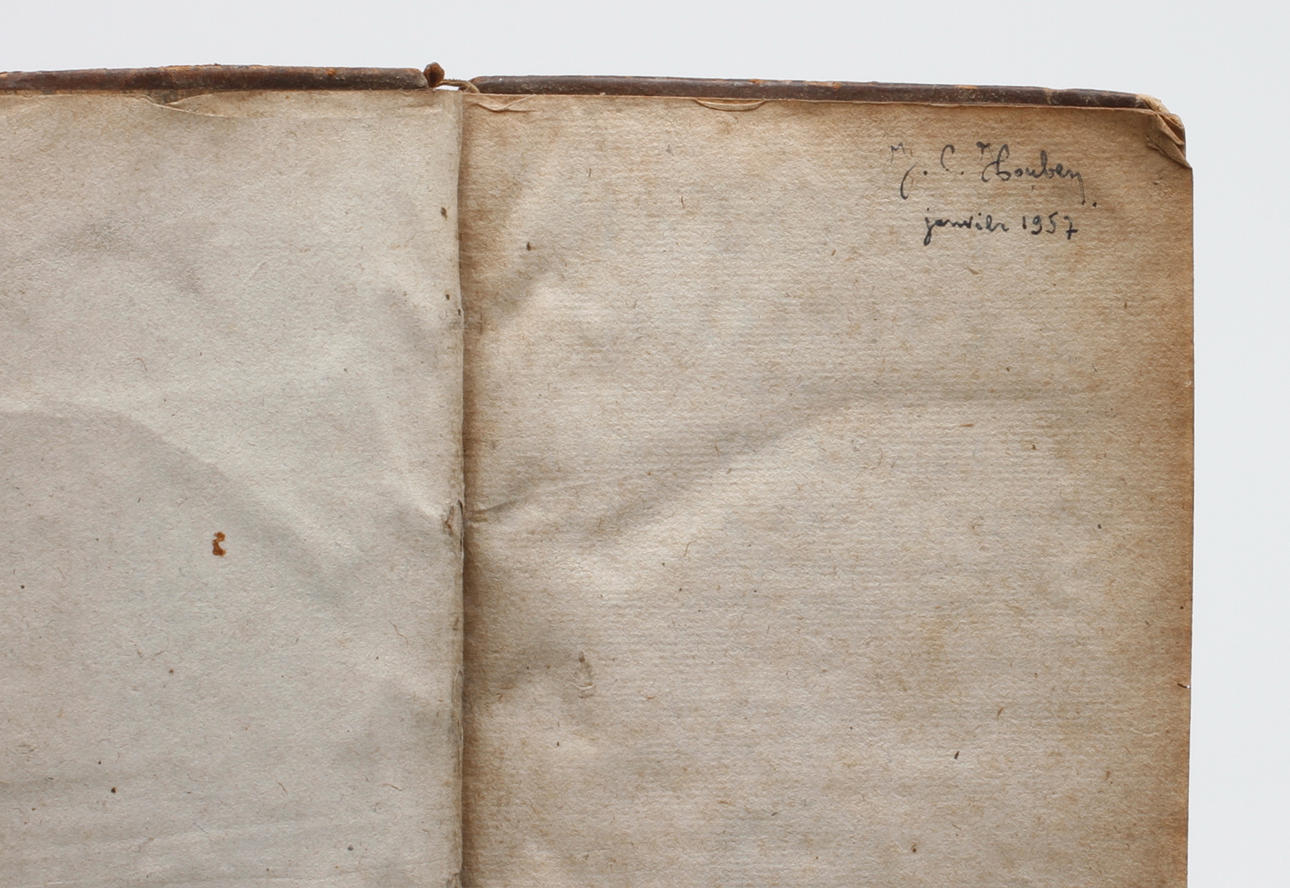 J. C. Houben.
janvier 1957